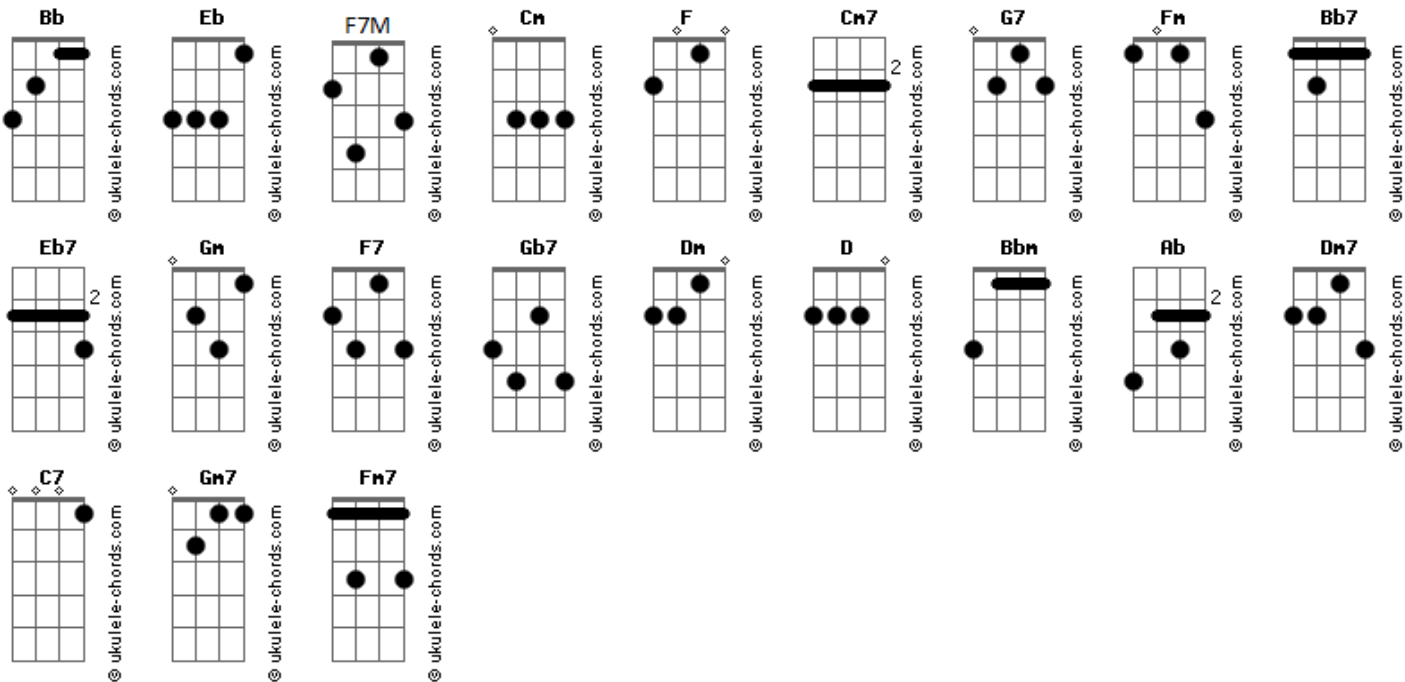 Bb Eb F7M Cm F Cm7 G7 Fm Bb7
© ukulele-chords.com © ukulele-chords.com © ukulele-chords.com © ukulele-chords.com © ukulele-chords.com 2 © ukulele-chords.com © ukulele-chords.com © ukulele-chords.com © ukulele-chords.com
Eb7 Gm F7 Gb7 Dm D Bbm Ab Dm7
2 © ukulele-chords.com © ukulele-chords.com © ukulele-chords.com © ukulele-chords.com © ukulele-chords.com © ukulele-chords.com © ukulele-chords.com 2 © ukulele-chords.com © ukulele-chords.com
C7 Gm7 Fm7
© ukulele-chords.com © ukulele-chords.com © ukulele-chords.com